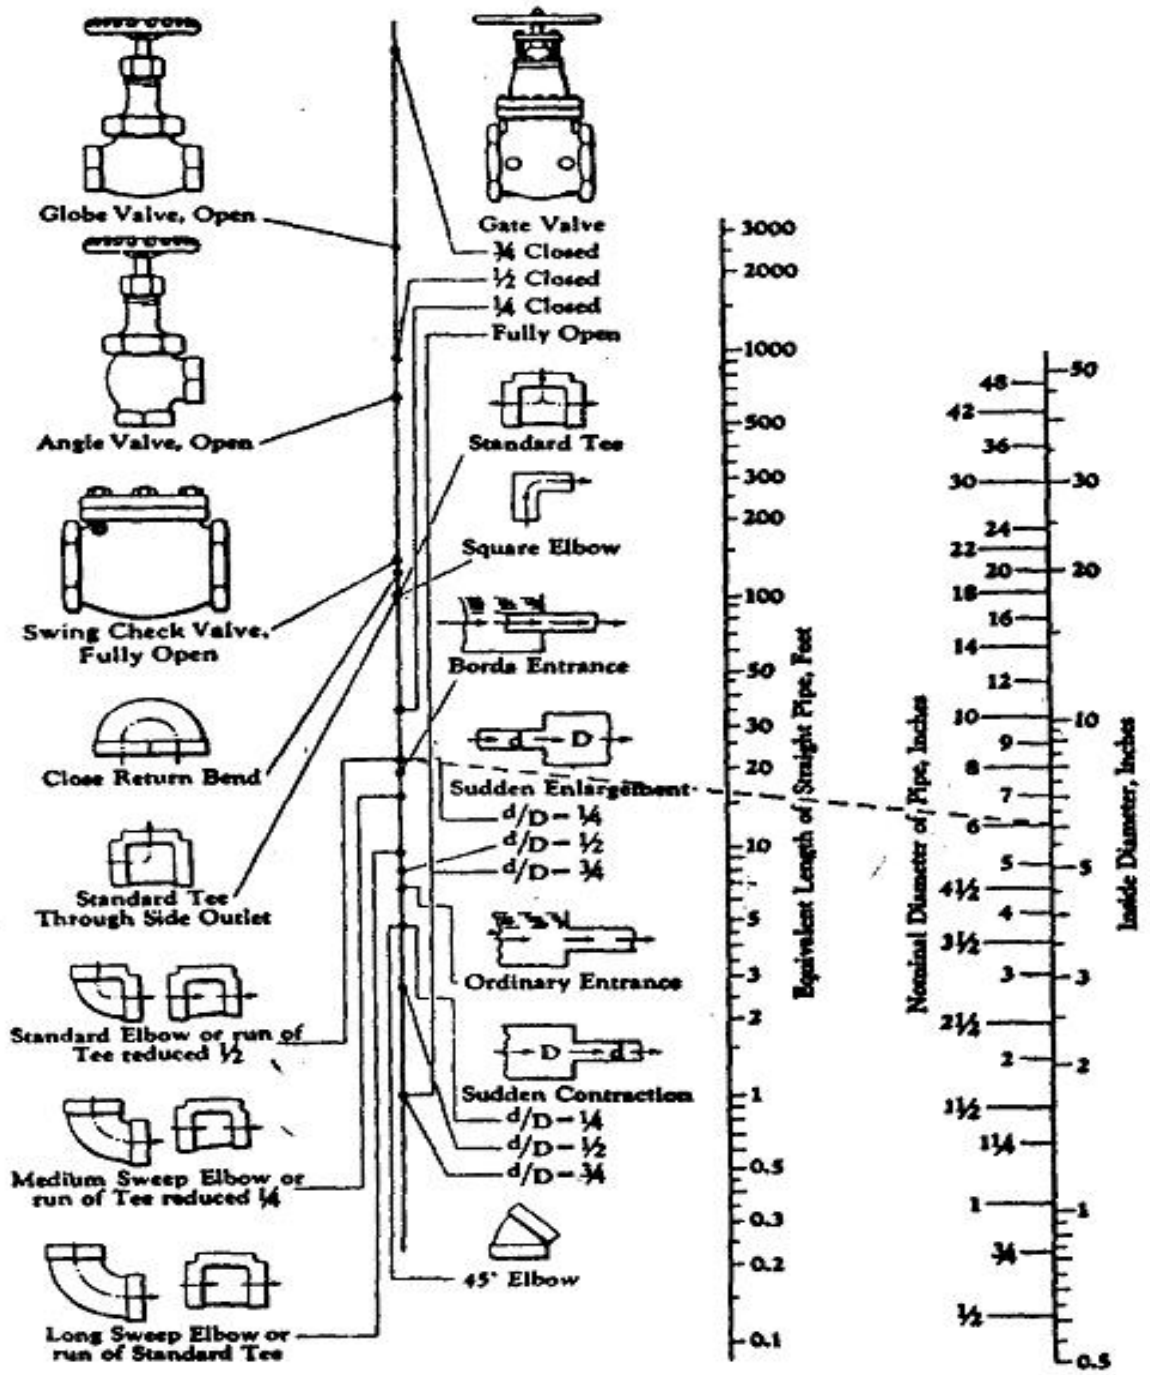 Globe Valve, Open
Angle Valve, Open
Swing Check Valve,
Fully Open
Close Return Bend
Standard Tee
Through Side Outlet
Standard Elbow or run of
Tee reduced ½
Medium Sweep Elbow or
run of Tee reduced ¼
Long Sweep Elbow or
run of Standard Tee
Gate Valve
¾ Closed
½ Closed
¼ Closed
Fully Open
Standard Tee
Square Elbow
Borda Entrance
d D
Sudden Enlargement
d/D-¼
d/D-½
d/D-¾
Ordinary Entrance
D d
Sudden Contraction
d/D-¼
d/D-½
d/D-¾
45° Elbow
3000
2000
1000
500
300
200
100
50
30
20
10
5
3
2
1
0.5
0.3
0.2
0.1
Equivalent Length of Straight Pipe, Feet
Nominal Diameter of Pipe, Inches
48
42
36
30
24
22
20
18
16
14
12
10
9
8
7
6
5
4½
4
3½
3
2½
2
1½
1¼
1
¾
½
50
30
20
10
5
3
2
1
0.5
Inside Diameter, Inches